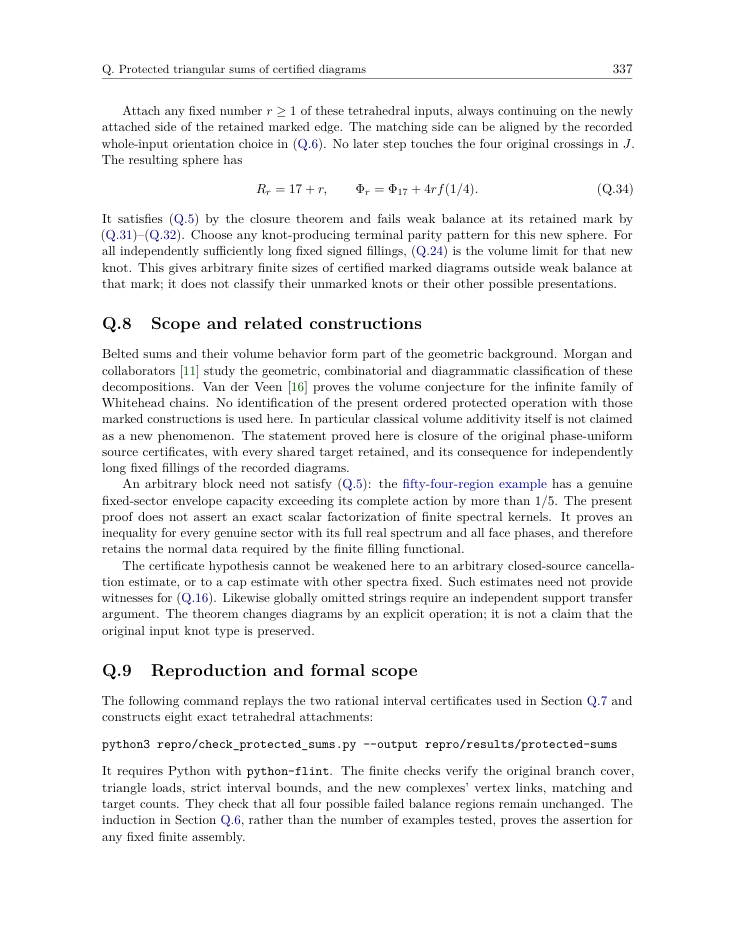 Q. Protected triangular sums of certified diagrams 337
Attach any fixed number r ≥ 1 of these tetrahedral inputs, always continuing on the newly
attached side of the retained marked edge. The matching side can be aligned by the recorded
whole-input orientation choice in (Q.6). No later step touches the four original crossings in J.
The resulting sphere has
R_r = 17 + r, Φ_r = Φ_17 + 4rf(1/4). (Q.34)
It satisfies (Q.5) by the closure theorem and fails weak balance at its retained mark by
(Q.31)–(Q.32). Choose any knot-producing terminal parity pattern for this new sphere. For
all independently sufficiently long fixed signed fillings, (Q.24) is the volume limit for that new
knot. This gives arbitrary finite sizes of certified marked diagrams outside weak balance at
that mark; it does not classify their unmarked knots or their other possible presentations.
Q.8 Scope and related constructions
Belted sums and their volume behavior form part of the geometric background. Morgan and
collaborators [11] study the geometric, combinatorial and diagrammatic classification of these
decompositions. Van der Veen [16] proves the volume conjecture for the infinite family of
Whitehead chains. No identification of the present ordered protected operation with those
marked constructions is used here. In particular classical volume additivity itself is not claimed
as a new phenomenon. The statement proved here is closure of the original phase-uniform
source certificates, with every shared target retained, and its consequence for independently
long fixed fillings of the recorded diagrams.
An arbitrary block need not satisfy (Q.5): the fifty-four-region example has a genuine
fixed-sector envelope capacity exceeding its complete action by more than 1/5. The present
proof does not assert an exact scalar factorization of finite spectral kernels. It proves an
inequality for every genuine sector with its full real spectrum and all face phases, and therefore
retains the normal data required by the finite filling functional.
The certificate hypothesis cannot be weakened here to an arbitrary closed-source cancella-
tion estimate, or to a cap estimate with other spectra fixed. Such estimates need not provide
witnesses for (Q.16). Likewise globally omitted strings require an independent support transfer
argument. The theorem changes diagrams by an explicit operation; it is not a claim that the
original input knot type is preserved.
Q.9 Reproduction and formal scope
The following command replays the two rational interval certificates used in Section Q.7 and
constructs eight exact tetrahedral attachments:
python3 repro/check_protected_sums.py --output repro/results/protected-sums
It requires Python with python-flint. The finite checks verify the original branch cover,
triangle loads, strict interval bounds, and the new complexes' vertex links, matching and
target counts. They check that all four possible failed balance regions remain unchanged. The
induction in Section Q.6, rather than the number of examples tested, proves the assertion for
any fixed finite assembly.